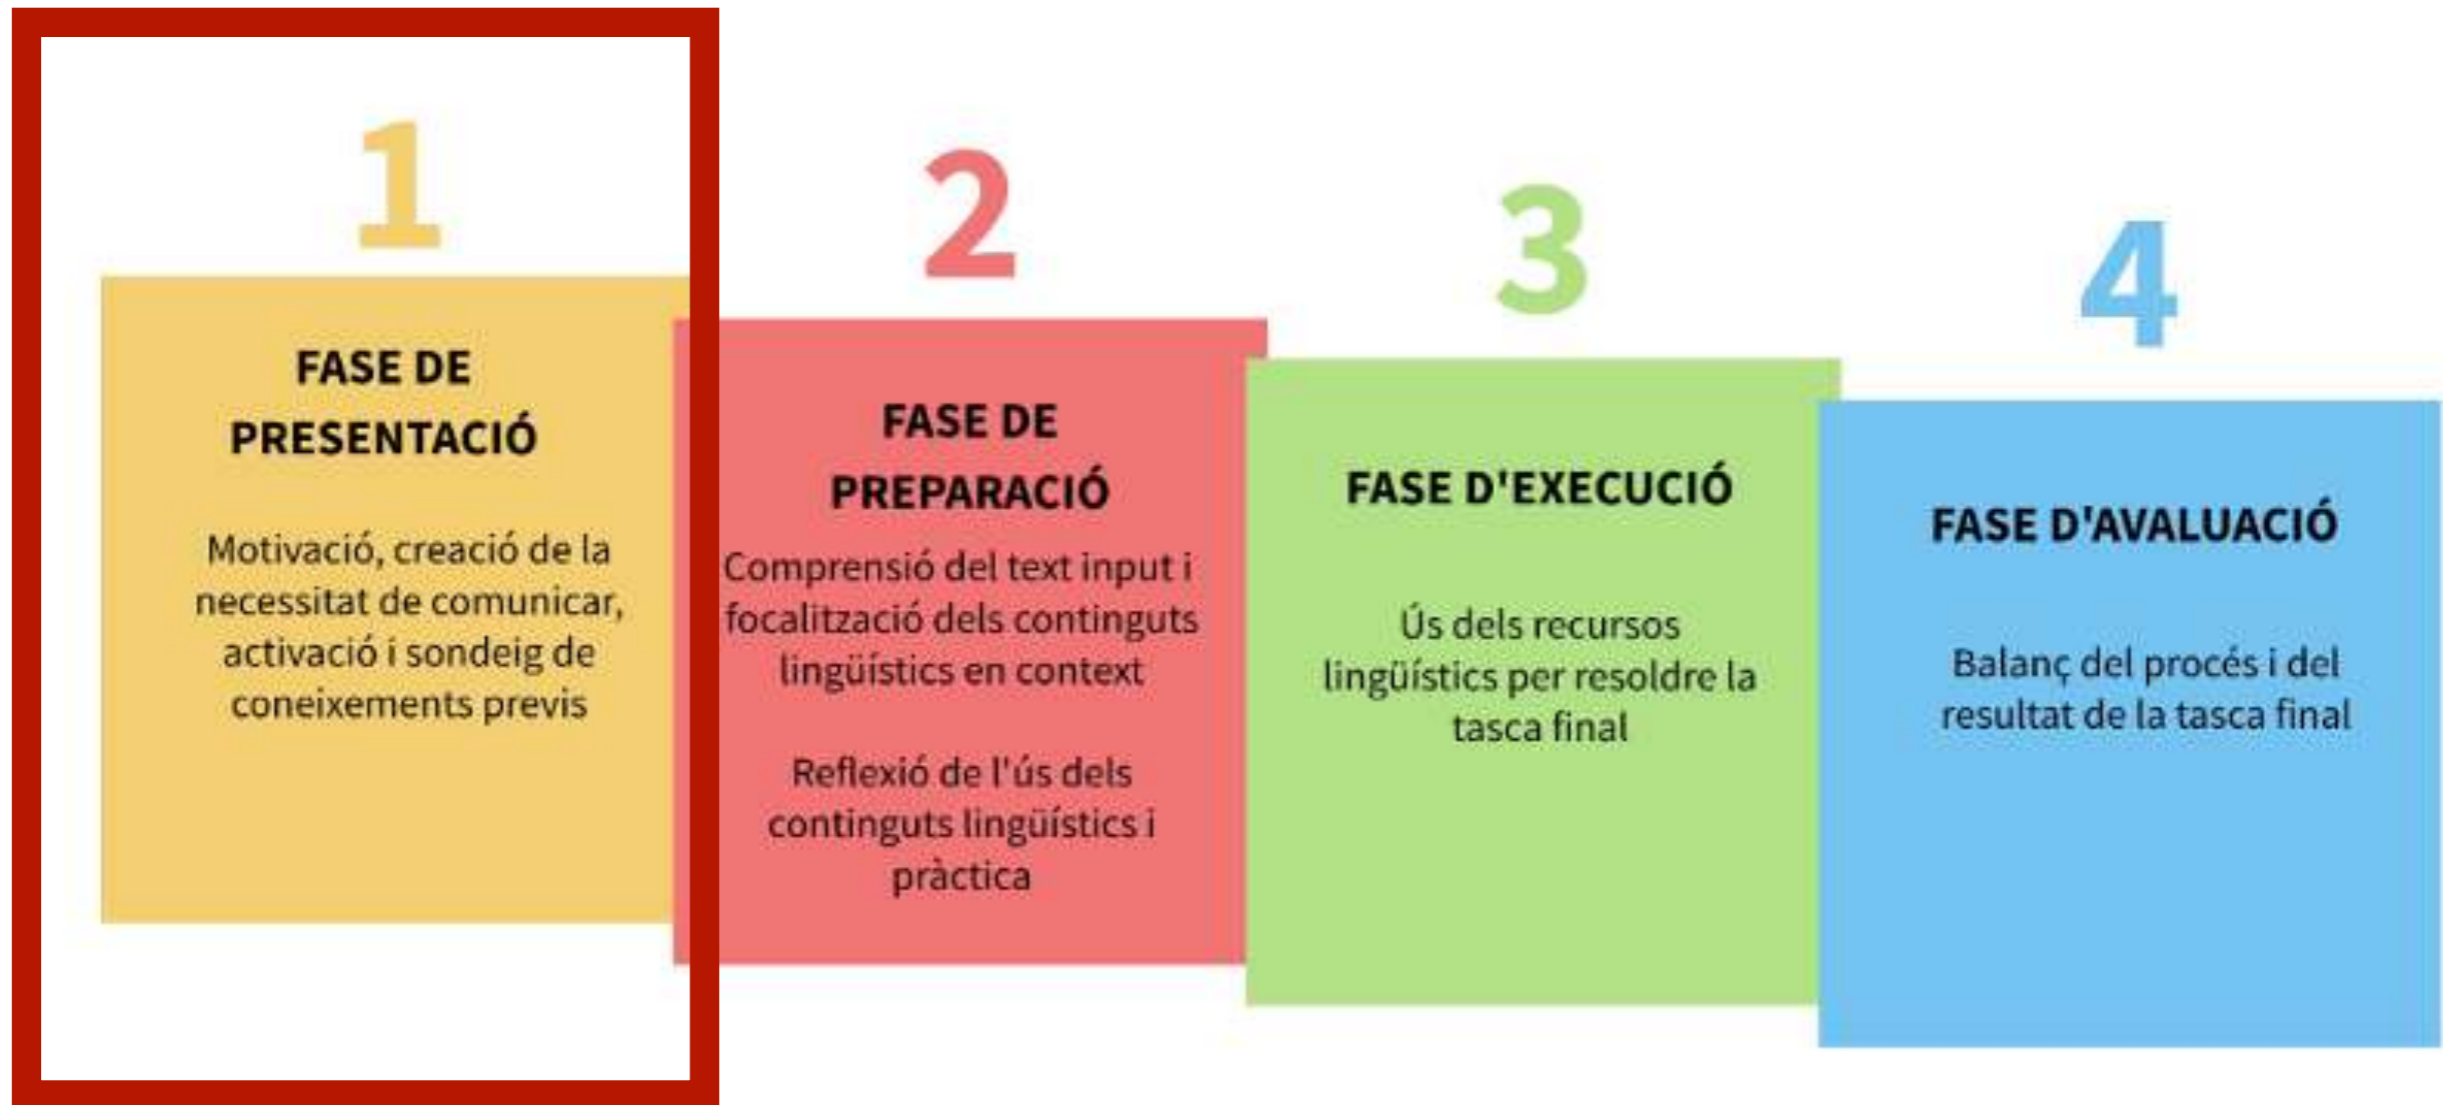 1
FASE DE
PRESENTACIÓ
Motivació, creació de la
necessitat de comunicar,
activació i sondeig de
coneixements previs
2
FASE DE
PREPARACIÓ
Comprensió del text input i
focalització dels continguts
lingüístics en context
Reflexió de l'ús dels
continguts lingüístics i
pràctica
3
FASE D'EXECUCIÓ
Ús dels recursos
lingüístics per resoldre la
tasca final
4
FASE D'AVALUACIÓ
Balanç del procés i del
resultat de la tasca final